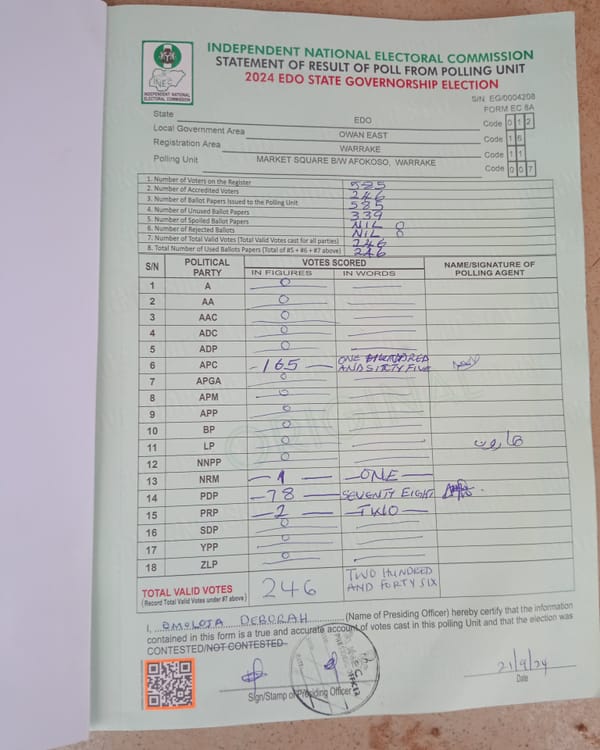 INDEPENDENT NATIONAL ELECTORAL COMMISSION
STATEMENT OF RESULT OF POLL FROM POLLING UNIT
2024 EDO STATE GOVERNORSHIP ELECTION
INEC
INDEPENDENT NATIONAL
ELECTORAL COMMISSION
S/N EG/0004208
FORM EC 8A
State EDO Code 0 1 2
Local Government Area OWAN EAST Code 1 6
Registration Area WARRAKE Code 1 1
Polling Unit MARKET SQUARE B/W AFOKOSO, WARRAKE Code 0 0 7
1. Number of Voters on the Register 585
2. Number of Accredited Voters 246
3. Number of Ballot Papers Issued to the Polling Unit 585
4. Number of Unused Ballot Papers 339
5. Number of Spoiled Ballot Papers NIL 0
6. Number of Rejected Ballots NIL 0
7. Number of Total Valid Votes (Total Valid Votes cast for all parties) 246
8. Total Number of Used Ballots Papers (Total of #5 + #6 + #7 above) 246
S/N POLITICAL PARTY VOTES SCORED NAME/SIGNATURE OF POLLING AGENT
IN FIGURES IN WORDS
1 A 0
2 AA 0
3 AAC 0
4 ADC 0
5 ADP 0
6 APC -165- ONE HUNDRED AND SIXTY FIVE
7 APGA 0
8 APM 0
9 APP 0
10 BP 0
11 LP 0 هارون
12 NNPP 0
13 NRM -1- -ONE-
14 PDP -78- SEVENTY EIGHT
15 PRP -2- -TWO-
16 SDP 0
17 YPP 0
18 ZLP 0
ORIGINAL
TOTAL VALID VOTES 246 TWO HUNDRED AND FORTY SIX
(Record Total Valid Votes under #7 above)
I, OMOLOJA DEBORAH (Name of Presiding Officer) hereby certify that the information
contained in this form is a true and accurate account of votes cast in this polling Unit and that the election was
CONTESTED/NOT CONTESTED
Sign/Stamp of Presiding Officer
21/9/24
Date